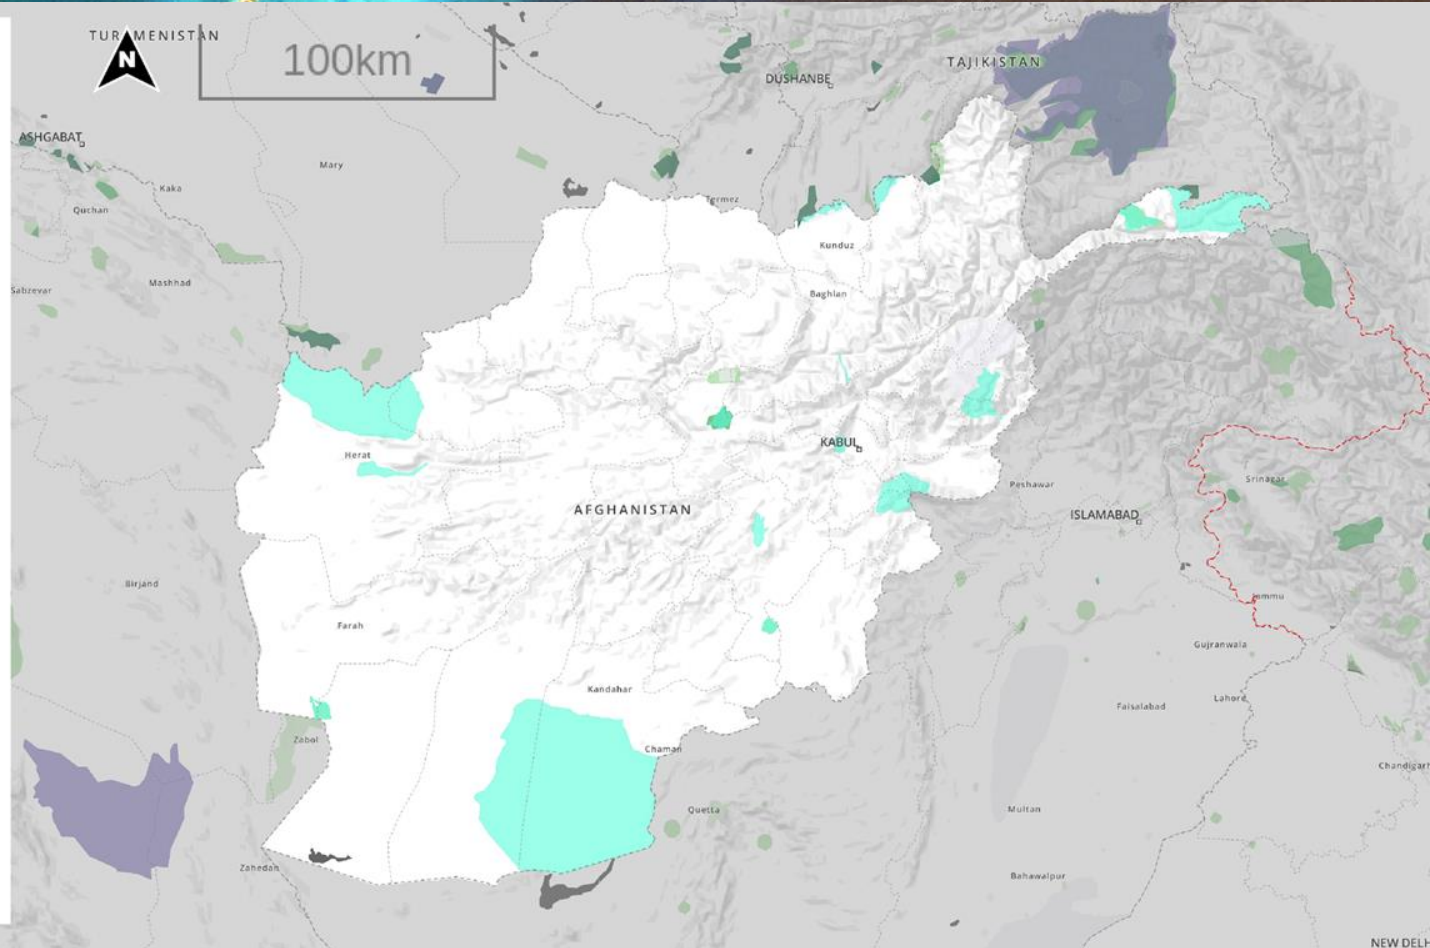 TURKMENISTAN
N
100km
TAJIKISTAN
DUSHANBE
ASHGABAT
Mary
Kaka
Quchan
Termez
Kunduz
Mashhad
Sabzevar
Baghlan
KABUL
Herat
Srinagar
Peshawar
AFGHANISTAN
ISLAMABAD
Birjand
Jammu
Farah
Gujranwala
Kandahar
Lahore
Faisalabad
Zabol
Chaman
Chandigarh
Quetta
Multan
Zahedan
Bahawalpur
NEW DELH